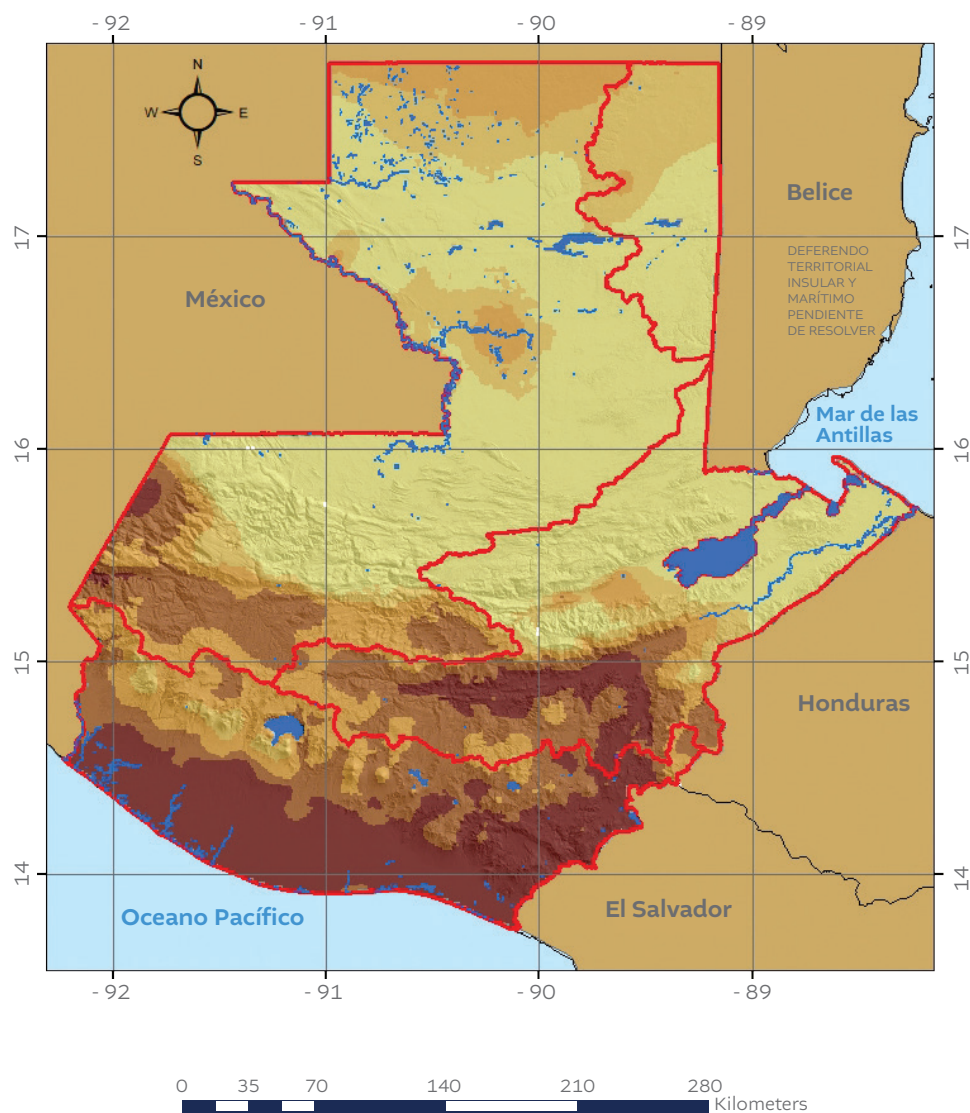 - 92 - 91 - 90 - 89
N
W E
S
Belice
17 17
DEFERENDO
TERRITORIAL
INSULAR Y
MARÍTIMO
PENDIENTE
DE RESOLVER
México
Mar de las
Antillas
16 16
15 15
Honduras
14 14
El Salvador
Oceano Pacífico
- 92 - 91 - 90 - 89
0 35 70 140 210 280
Kilometers